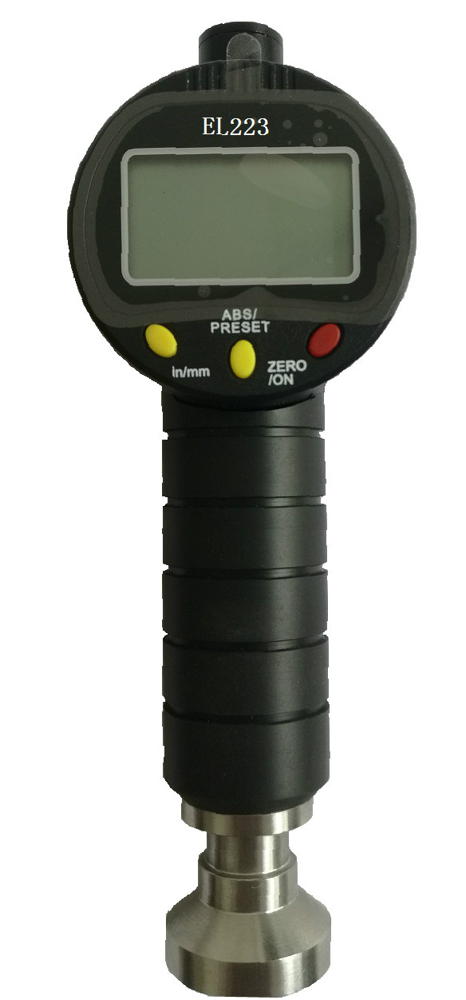 EL223
ABS/
PRESET
in/mm
ZERO
/ON